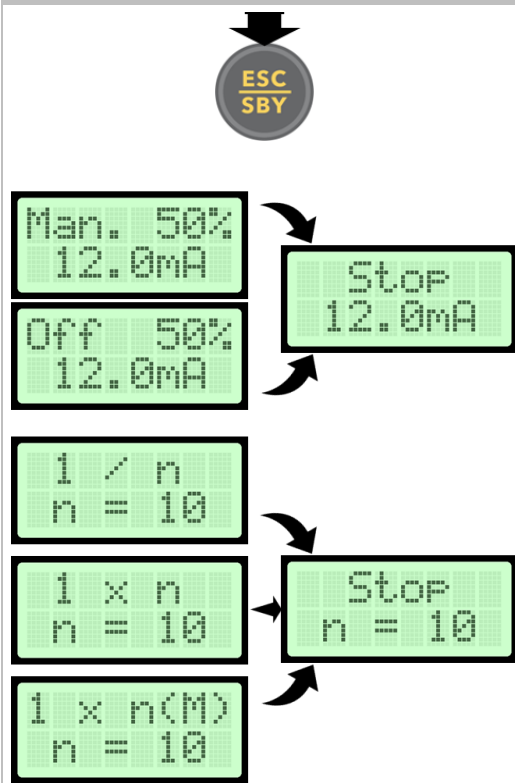 ESC
SBY
Man. 50%
12.0mA
Stop
12.0mA
Off 50%
12.0mA
1 / n
n = 10
1 x n
n = 10
Stop
n = 10
1 x n(M)
n = 10